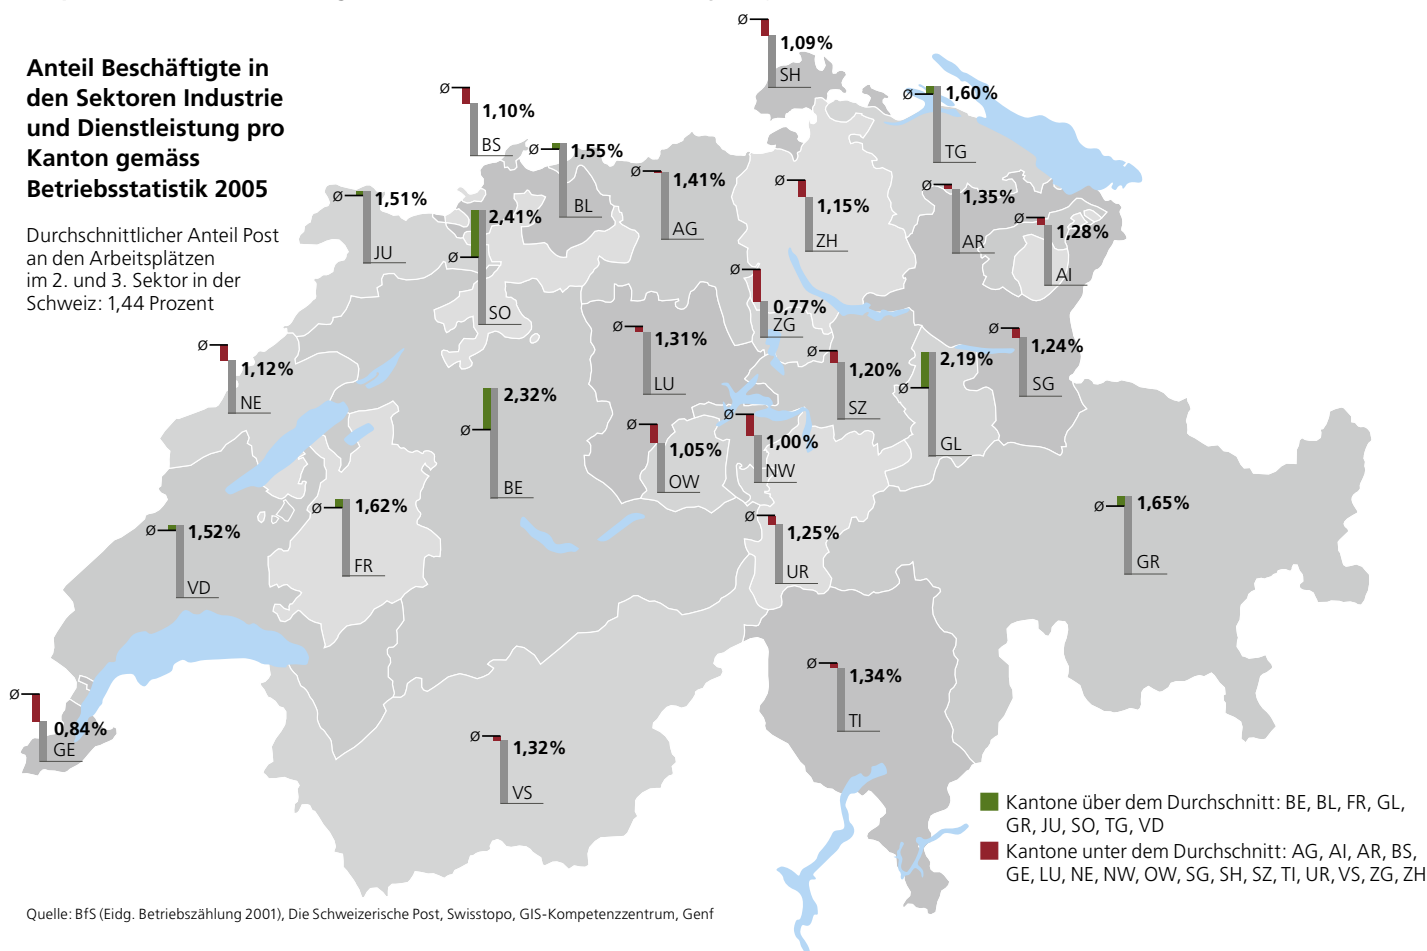 Anteil Beschäftigte in
den Sektoren Industrie
und Dienstleistung pro
Kanton gemäss
Betriebsstatistik 2005
Durchschnittlicher Anteil Post
an den Arbeitsplätzen
im 2. und 3. Sektor in der
Schweiz: 1,44 Prozent
Ø 1,09%
SH
Ø 1,10%
BS
Ø 1,60%
TG
Ø 1,55%
BL
Ø 1,41%
AG
Ø 1,51%
JU
Ø 2,41%
SO
Ø 1,15%
ZH
Ø 1,35%
AR
Ø 1,28%
AI
Ø 0,77%
ZG
Ø 1,31%
LU
Ø 1,24%
SG
Ø 1,12%
NE
Ø 1,20%
SZ
Ø 2,19%
GL
Ø 2,32%
BE
Ø 1,05%
OW
Ø 1,00%
NW
Ø 1,62%
FR
Ø 1,65%
GR
Ø 1,52%
VD
Ø 1,25%
UR
Ø 1,34%
TI
Ø 0,84%
GE
Ø 1,32%
VS
Kantone über dem Durchschnitt: BE, BL, FR, GL,
GR, JU, SO, TG, VD
Kantone unter dem Durchschnitt: AG, AI, AR, BS,
GE, LU, NE, NW, OW, SG, SH, SZ, TI, UR, VS, ZG, ZH
Quelle: BfS (Eidg. Betriebszählung 2001), Die Schweizerische Post, Swisstopo, GIS-Kompetenzzentrum, Genf